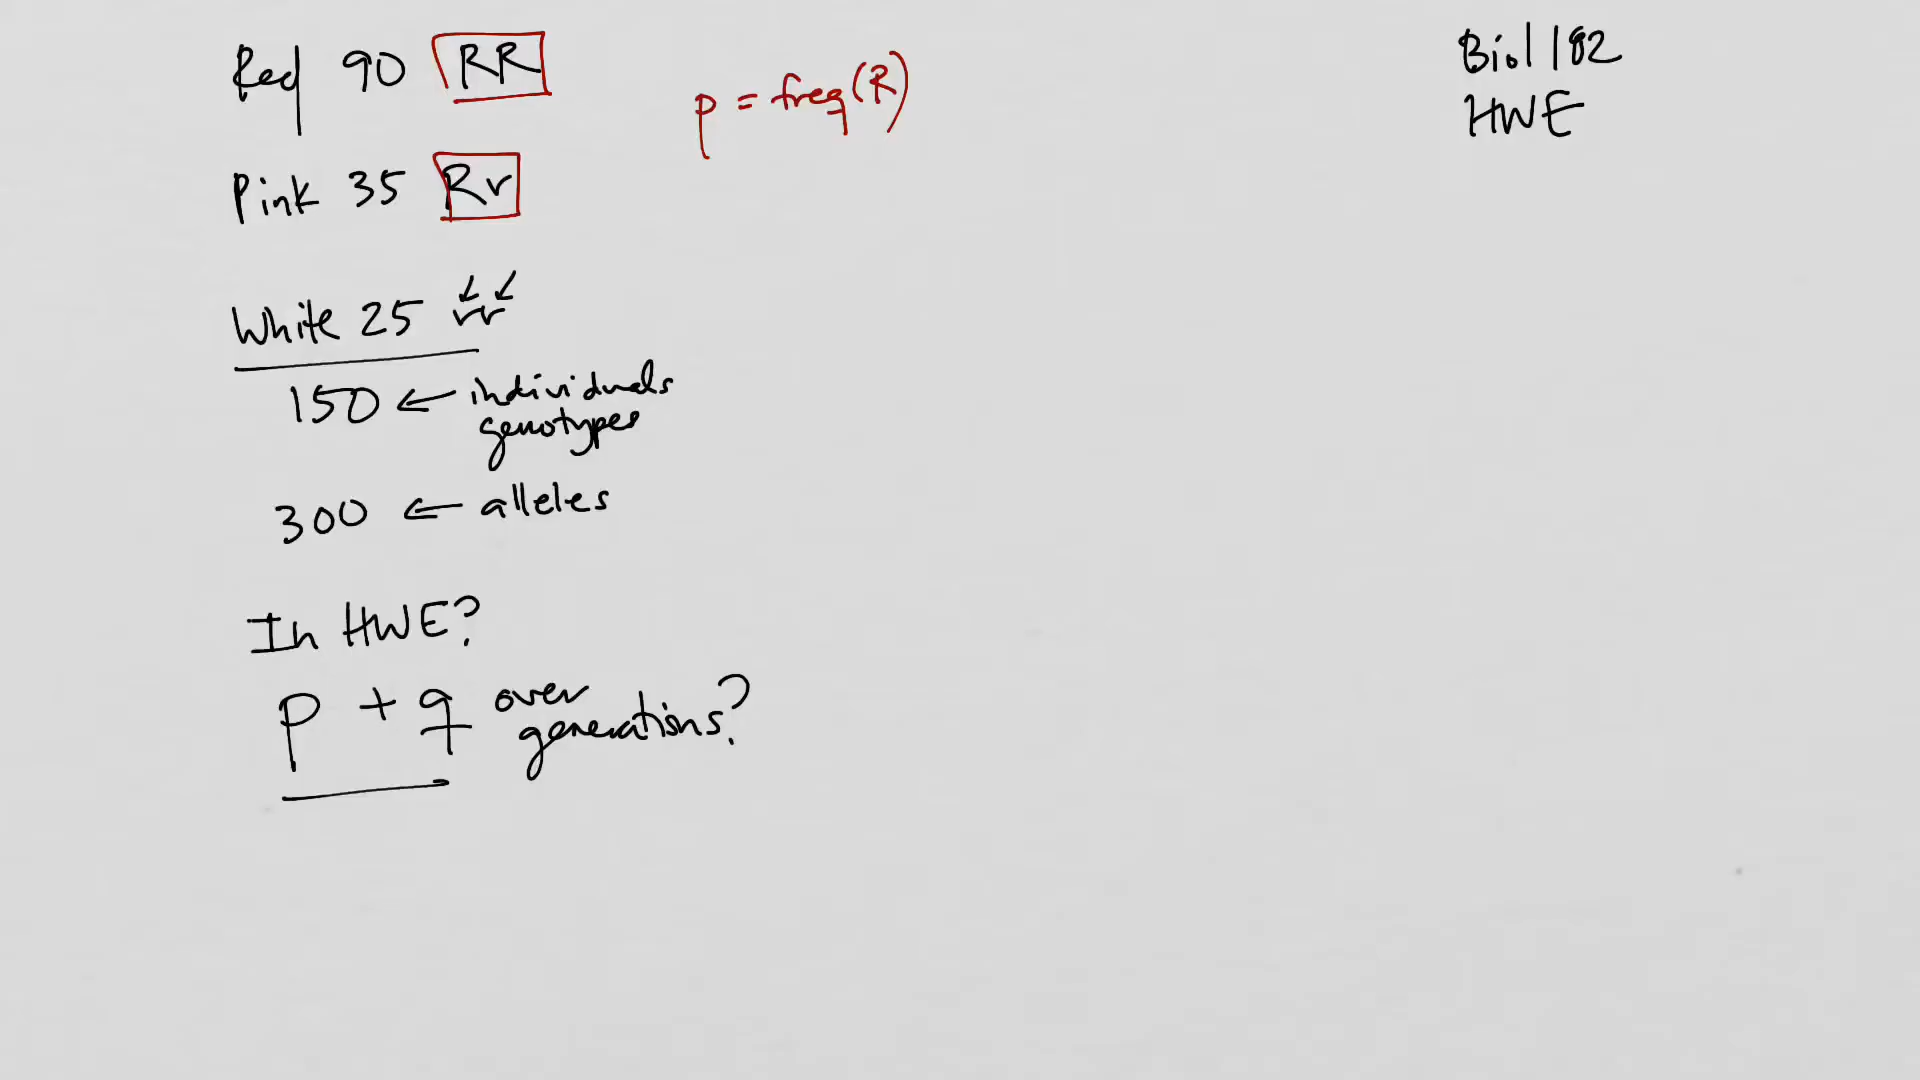 Red 90 RR
p = freq(R)
Pink 35 Rr
White 25 rr
150 ← individuals
genotypes
300 ← alleles
In HWE?
p + q over
generations?
Biol 182
HWE